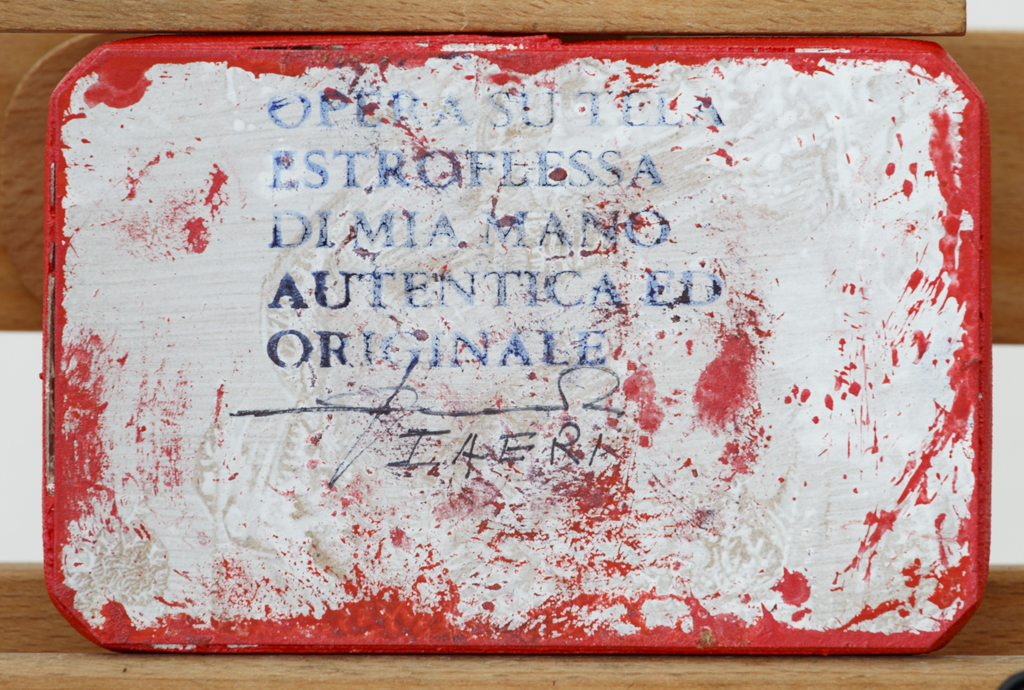 OPERA SU TELA
ESTROFLESSA
DI MIA MANO
AUTENTICA ED
ORIGINALE